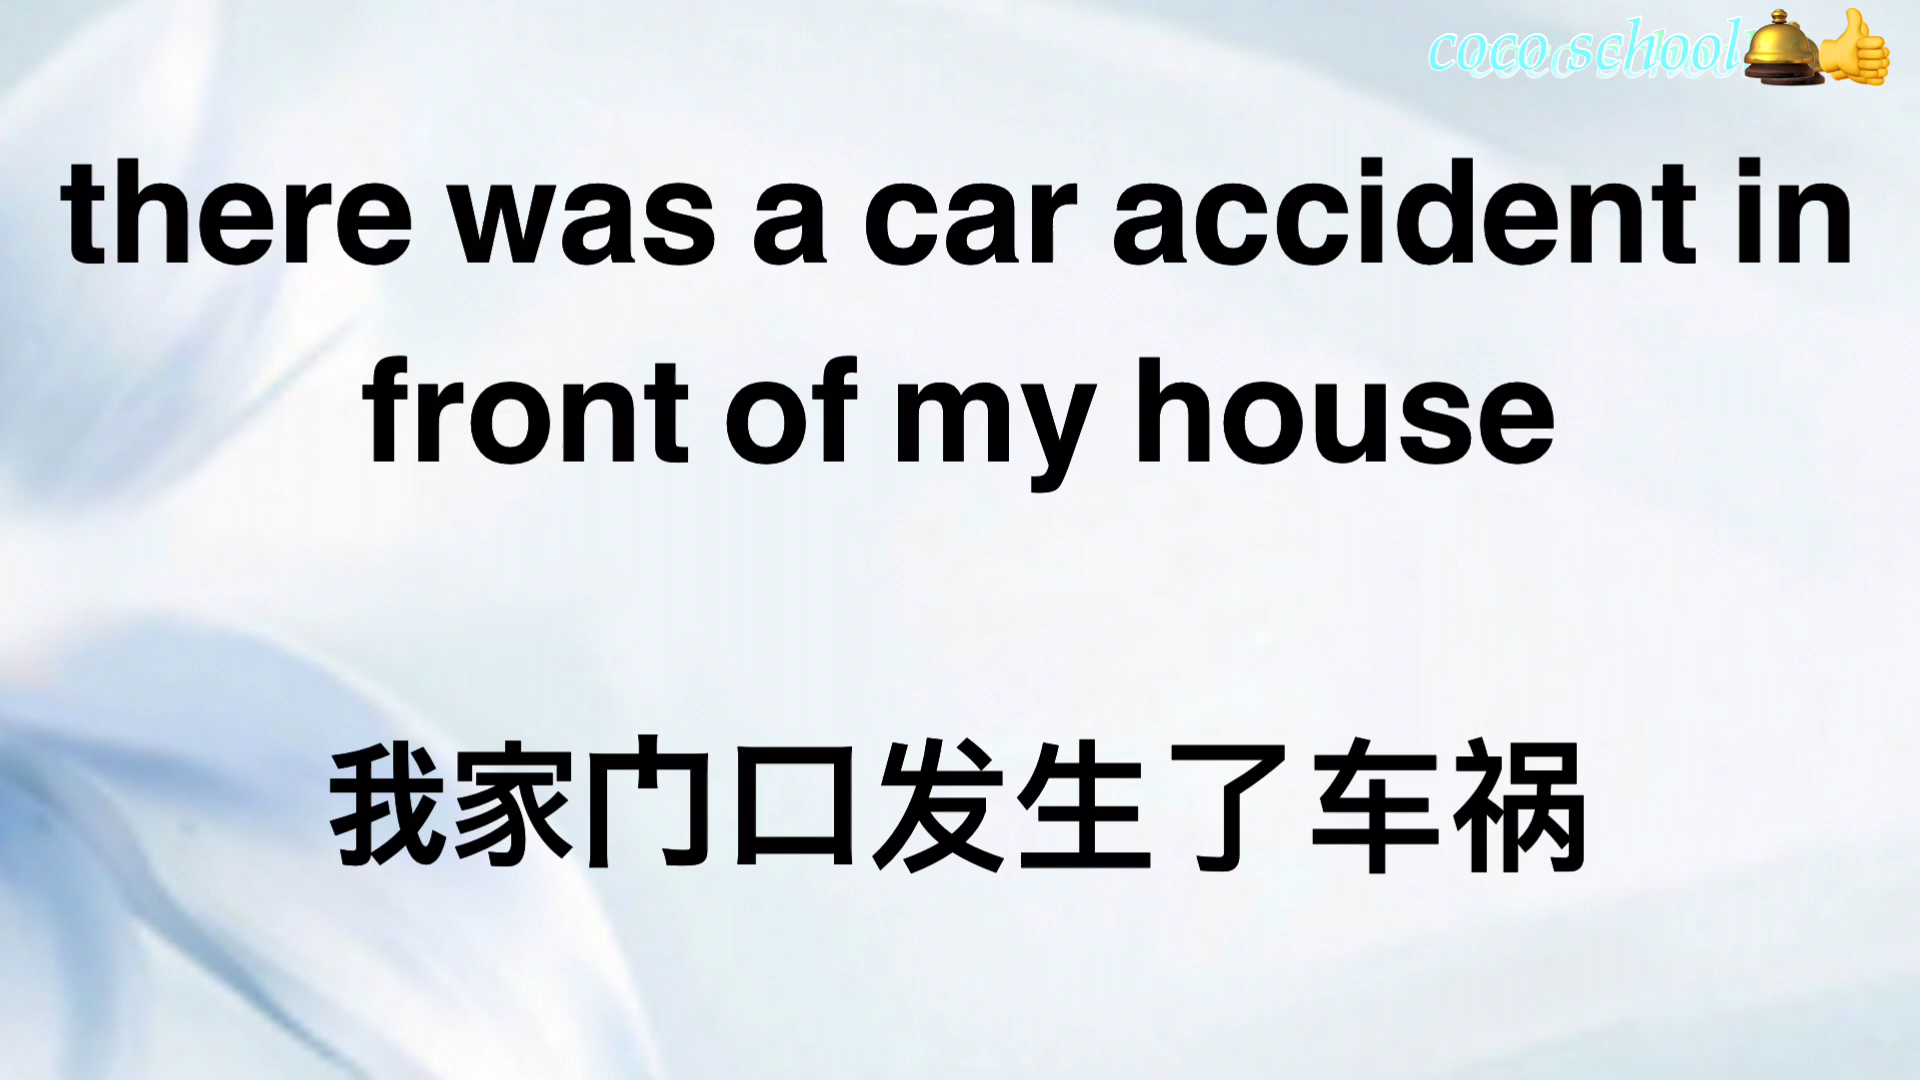 coco school
there was a car accident in
front of my house
我家门口发生了车祸